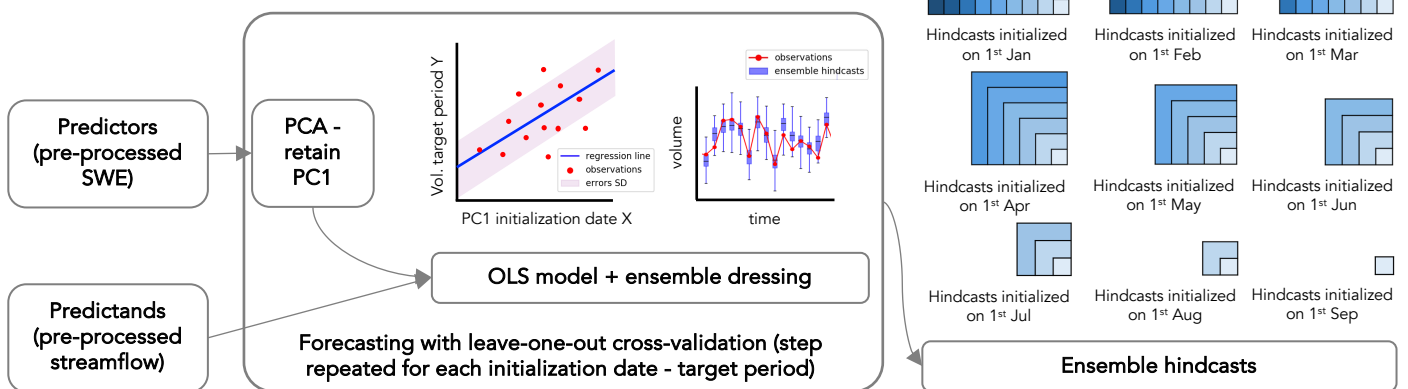 Predictors
(pre-processed
SWE)
Predictands
(pre-processed
streamflow)
PCA -
retain
PC1
Vol. target period Y
regression line
observations
errors SD
PC1 initialization date X
observations
ensemble hindcasts
volume
time
OLS model + ensemble dressing
Forecasting with leave-one-out cross-validation (step
repeated for each initialization date - target period)
Hindcasts initialized
on 1st Jan
Hindcasts initialized
on 1st Feb
Hindcasts initialized
on 1st Mar
Hindcasts initialized
on 1st Apr
Hindcasts initialized
on 1st May
Hindcasts initialized
on 1st Jun
Hindcasts initialized
on 1st Jul
Hindcasts initialized
on 1st Aug
Hindcasts initialized
on 1st Sep
Ensemble hindcasts